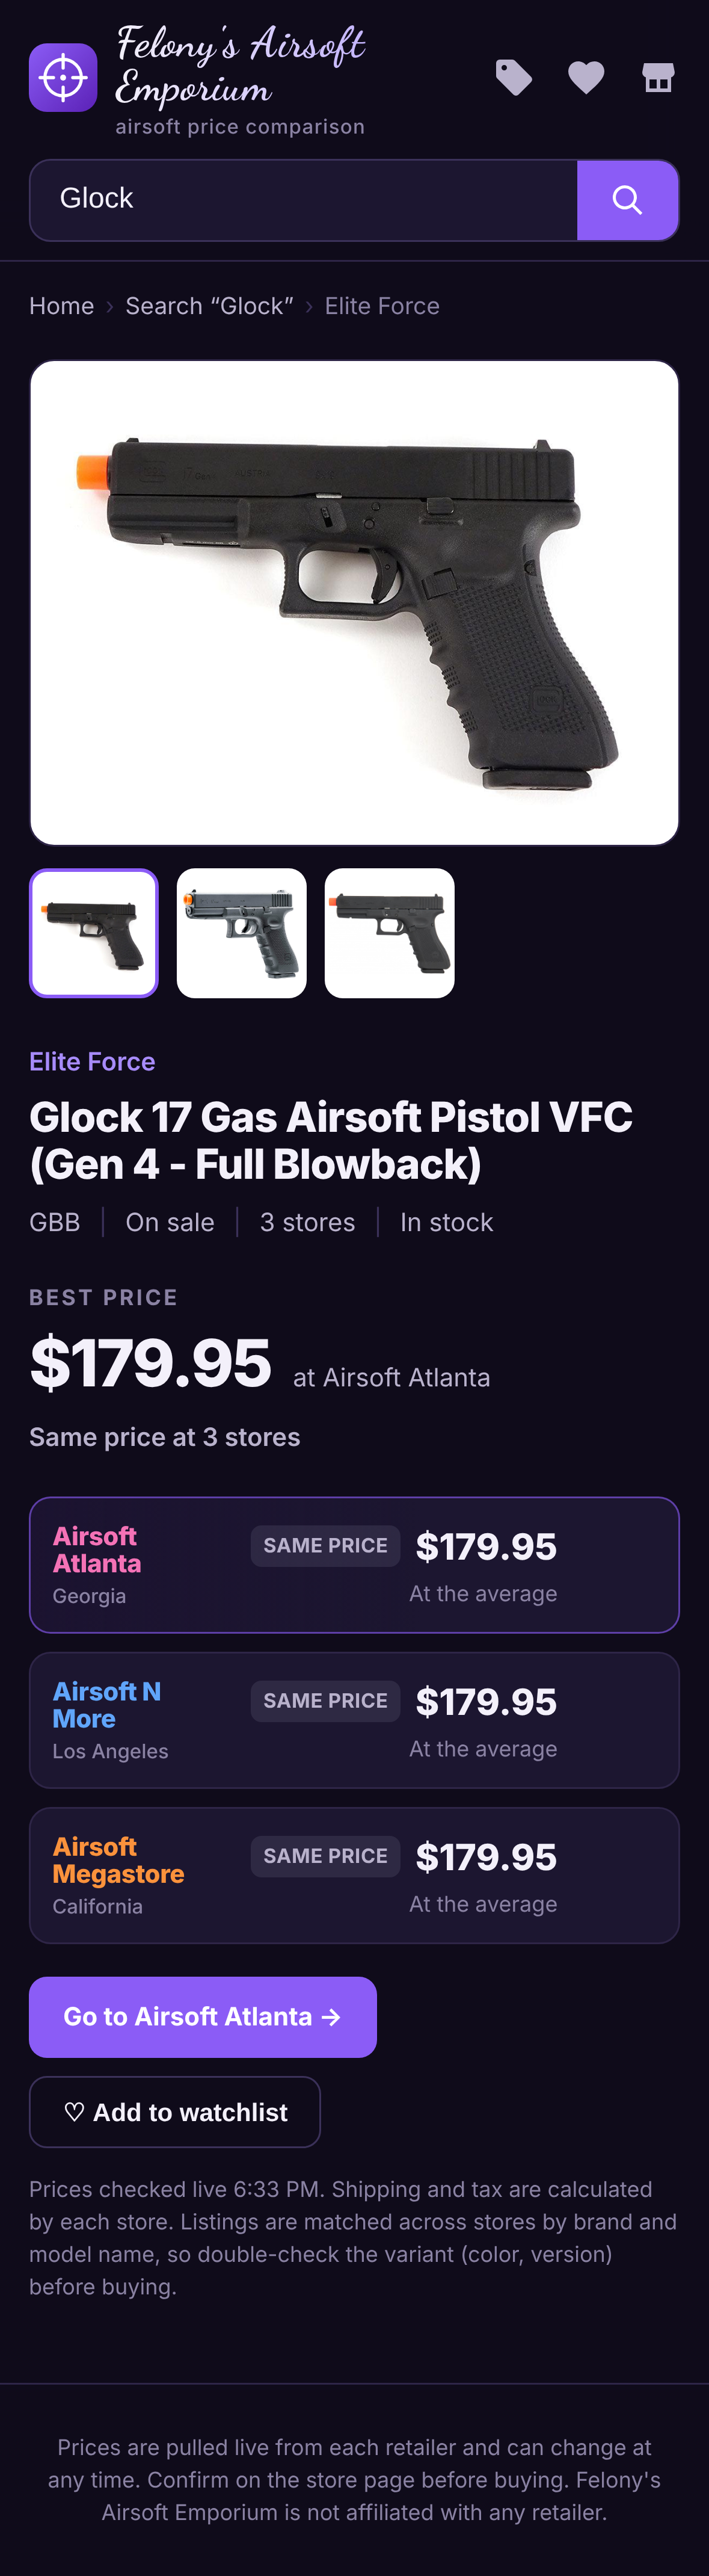 Felony's Airsoft
Emporium
airsoft price comparison
Glock
Home › Search “Glock” › Elite Force
17 Gen4 AUSTRIA
Elite Force
Glock 17 Gas Airsoft Pistol VFC
(Gen 4 - Full Blowback)
GBB | On sale | 3 stores | In stock
BEST PRICE
$179.95 at Airsoft Atlanta
Same price at 3 stores
Airsoft
Atlanta
Georgia
SAME PRICE $179.95
At the average
Airsoft N
More
Los Angeles
SAME PRICE $179.95
At the average
Airsoft
Megastore
California
SAME PRICE $179.95
At the average
Go to Airsoft Atlanta →
♡ Add to watchlist
Prices checked live 6:33 PM. Shipping and tax are calculated
by each store. Listings are matched across stores by brand and
model name, so double-check the variant (color, version)
before buying.
Prices are pulled live from each retailer and can change at
any time. Confirm on the store page before buying. Felony's
Airsoft Emporium is not affiliated with any retailer.